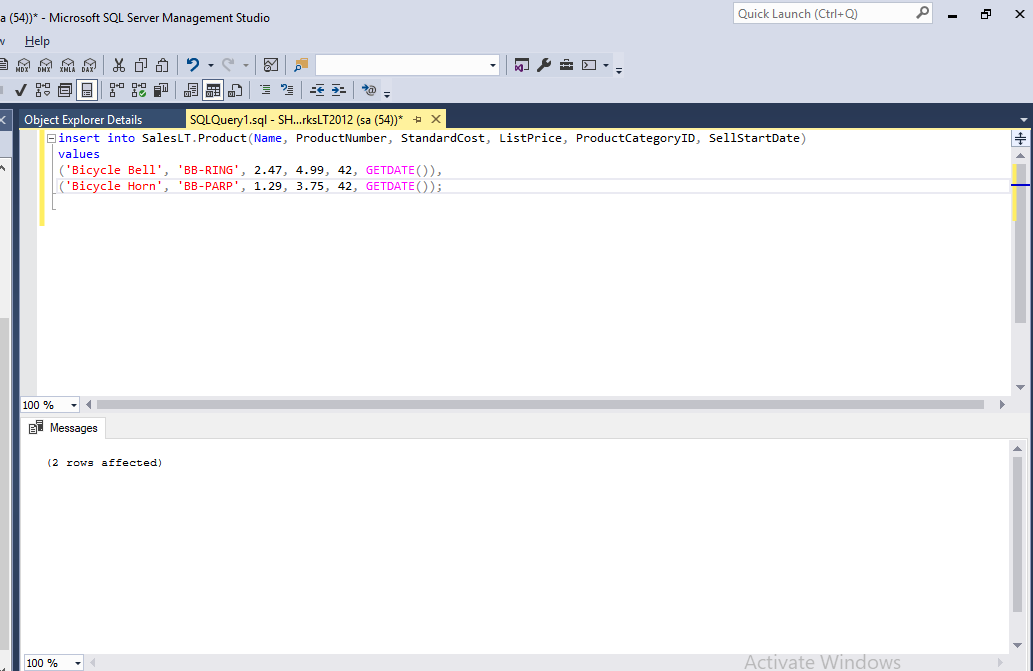 a (54))* - Microsoft SQL Server Management Studio
Quick Launch (Ctrl+Q)
Help
MDX DMX XMLA DAX
Object Explorer Details
SQLQuery1.sql - SH...rksLT2012 (sa (54))*
insert into SalesLT.Product(Name, ProductNumber, StandardCost, ListPrice, ProductCategoryID, SellStartDate)
values
('Bicycle Bell', 'BB-RING', 2.47, 4.99, 42, GETDATE()),
('Bicycle Horn', 'BB-PARP', 1.29, 3.75, 42, GETDATE());
100 %
Messages
(2 rows affected)
100 %
Activate Windows